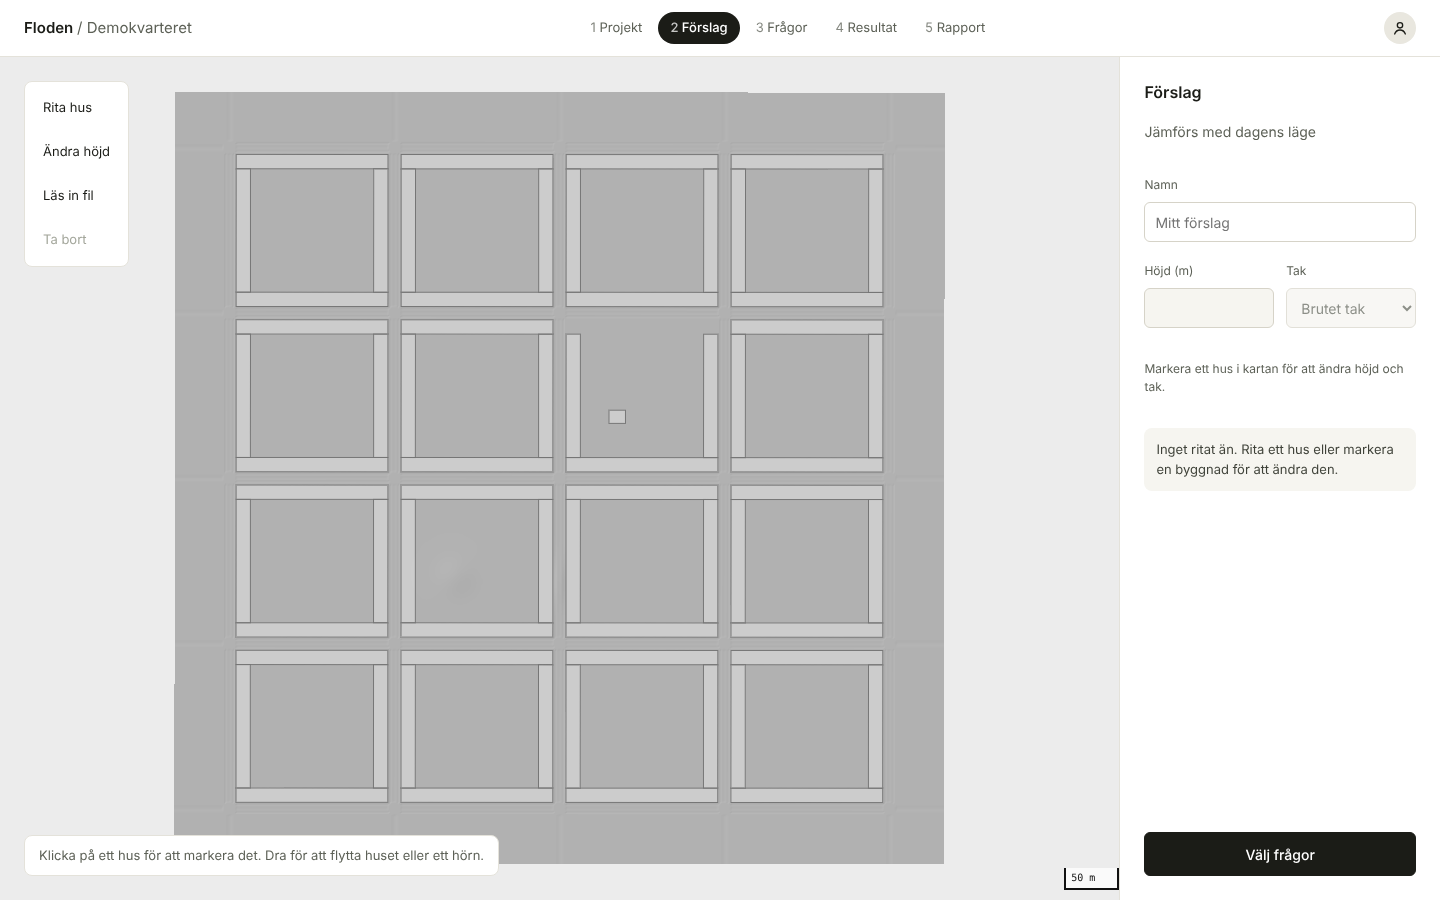 Floden / Demokvarteret
1 Projekt
2 Förslag
3 Frågor
4 Resultat
5 Rapport
Rita hus
Ändra höjd
Läs in fil
Ta bort
Klicka på ett hus för att markera det. Dra för att flytta huset eller ett hörn.
50 m
Förslag
Jämförs med dagens läge
Namn
Mitt förslag
Höjd (m)
Tak
Brutet tak
Markera ett hus i kartan för att ändra höjd och
tak.
Inget ritat än. Rita ett hus eller markera
en byggnad för att ändra den.
Välj frågor